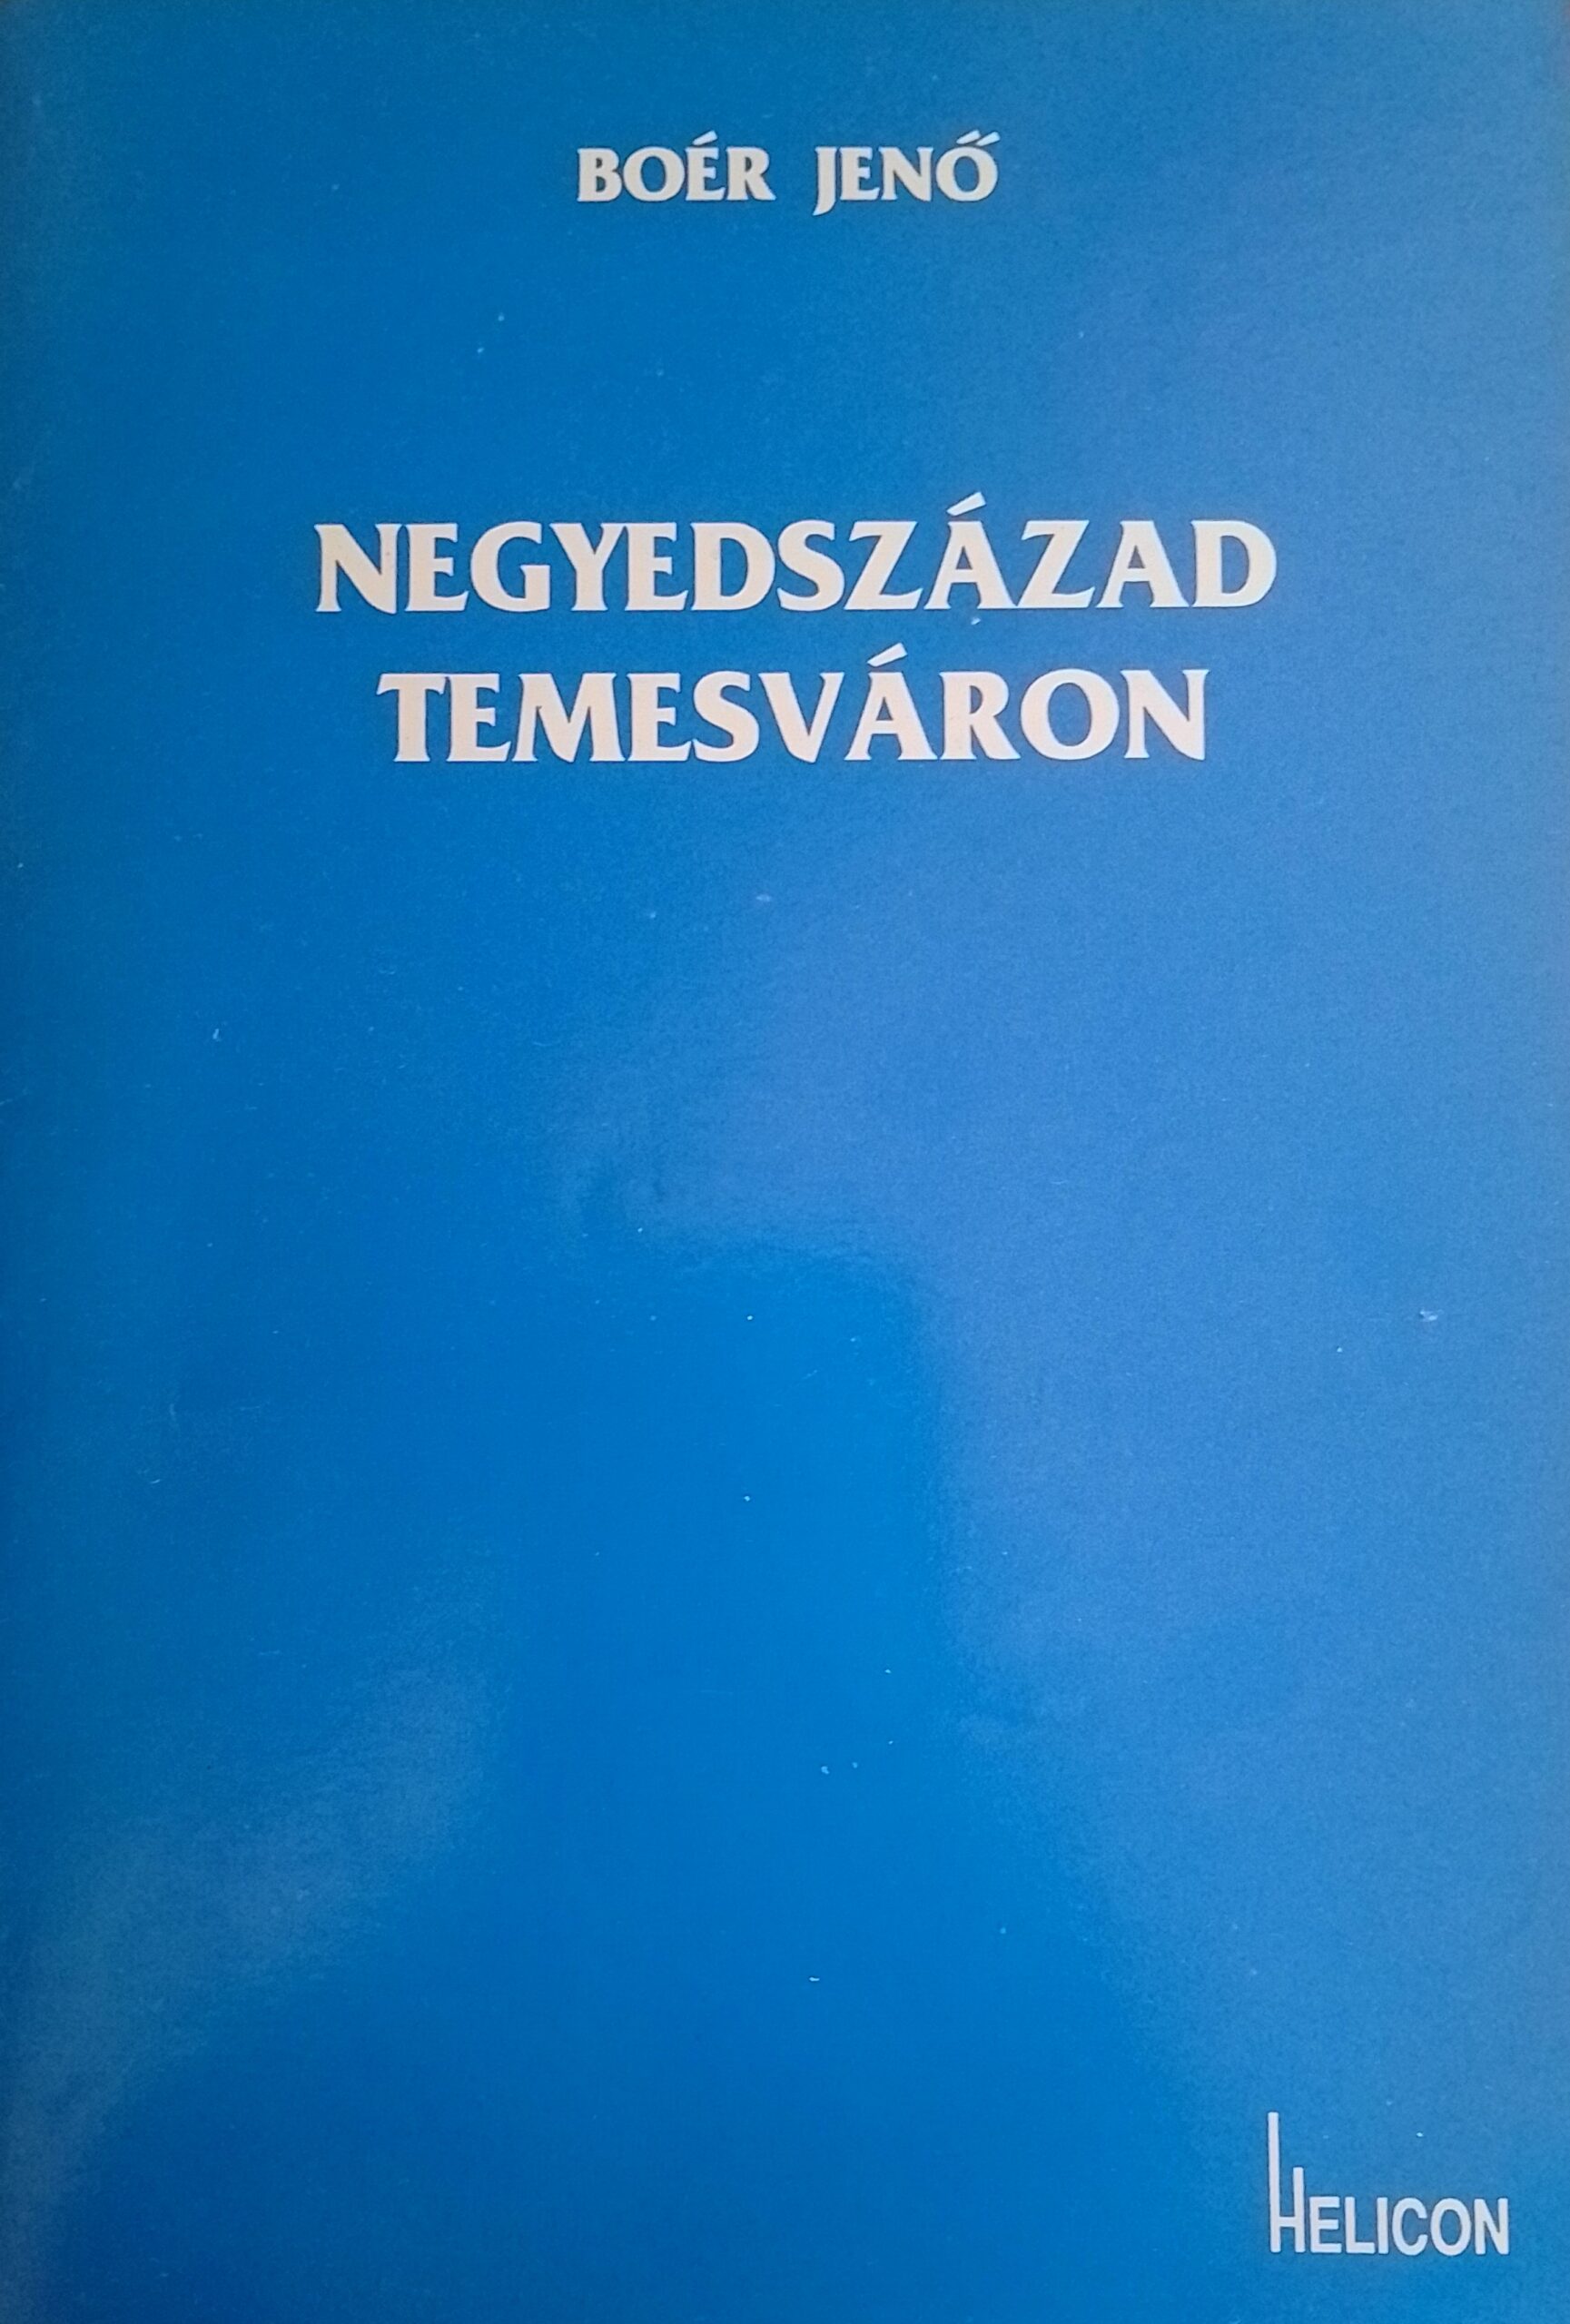 BOÉR JENŐ
NEGYEDSZÁZAD
TEMESVÁRON
HELICON